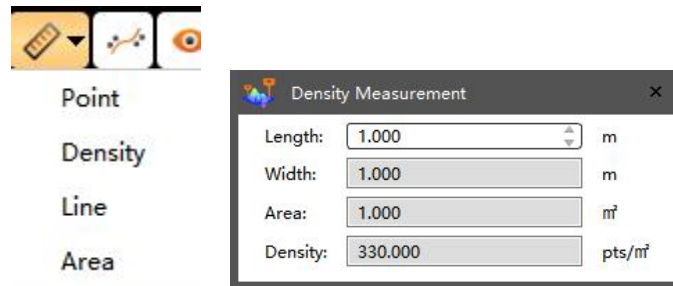 Point
Density
Line
Area
Density Measurement
Length: 1.000 m
Width: 1.000 m
Area: 1.000 ㎡
Density: 330.000 pts/㎡